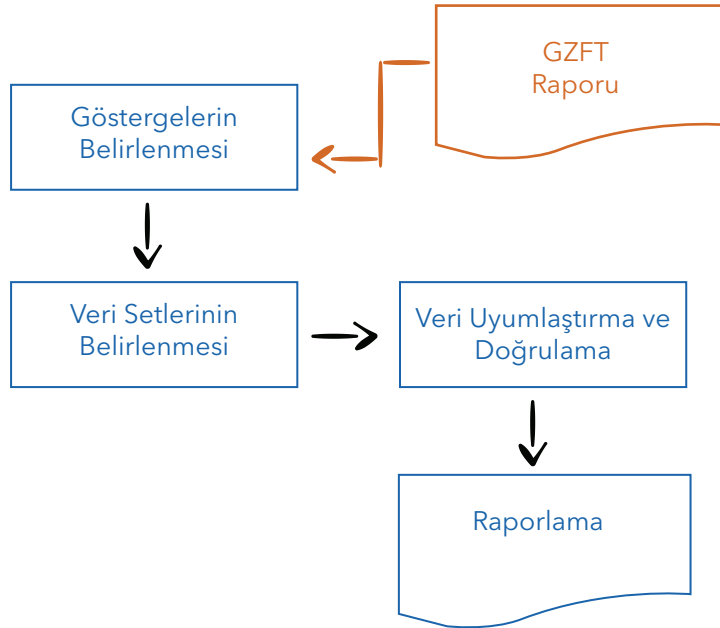 GZFT
Raporu
Göstergelerin
Belirlenmesi
Veri Setlerinin
Belirlenmesi
Veri Uyumlaştırma ve
Doğrulama
Raporlama